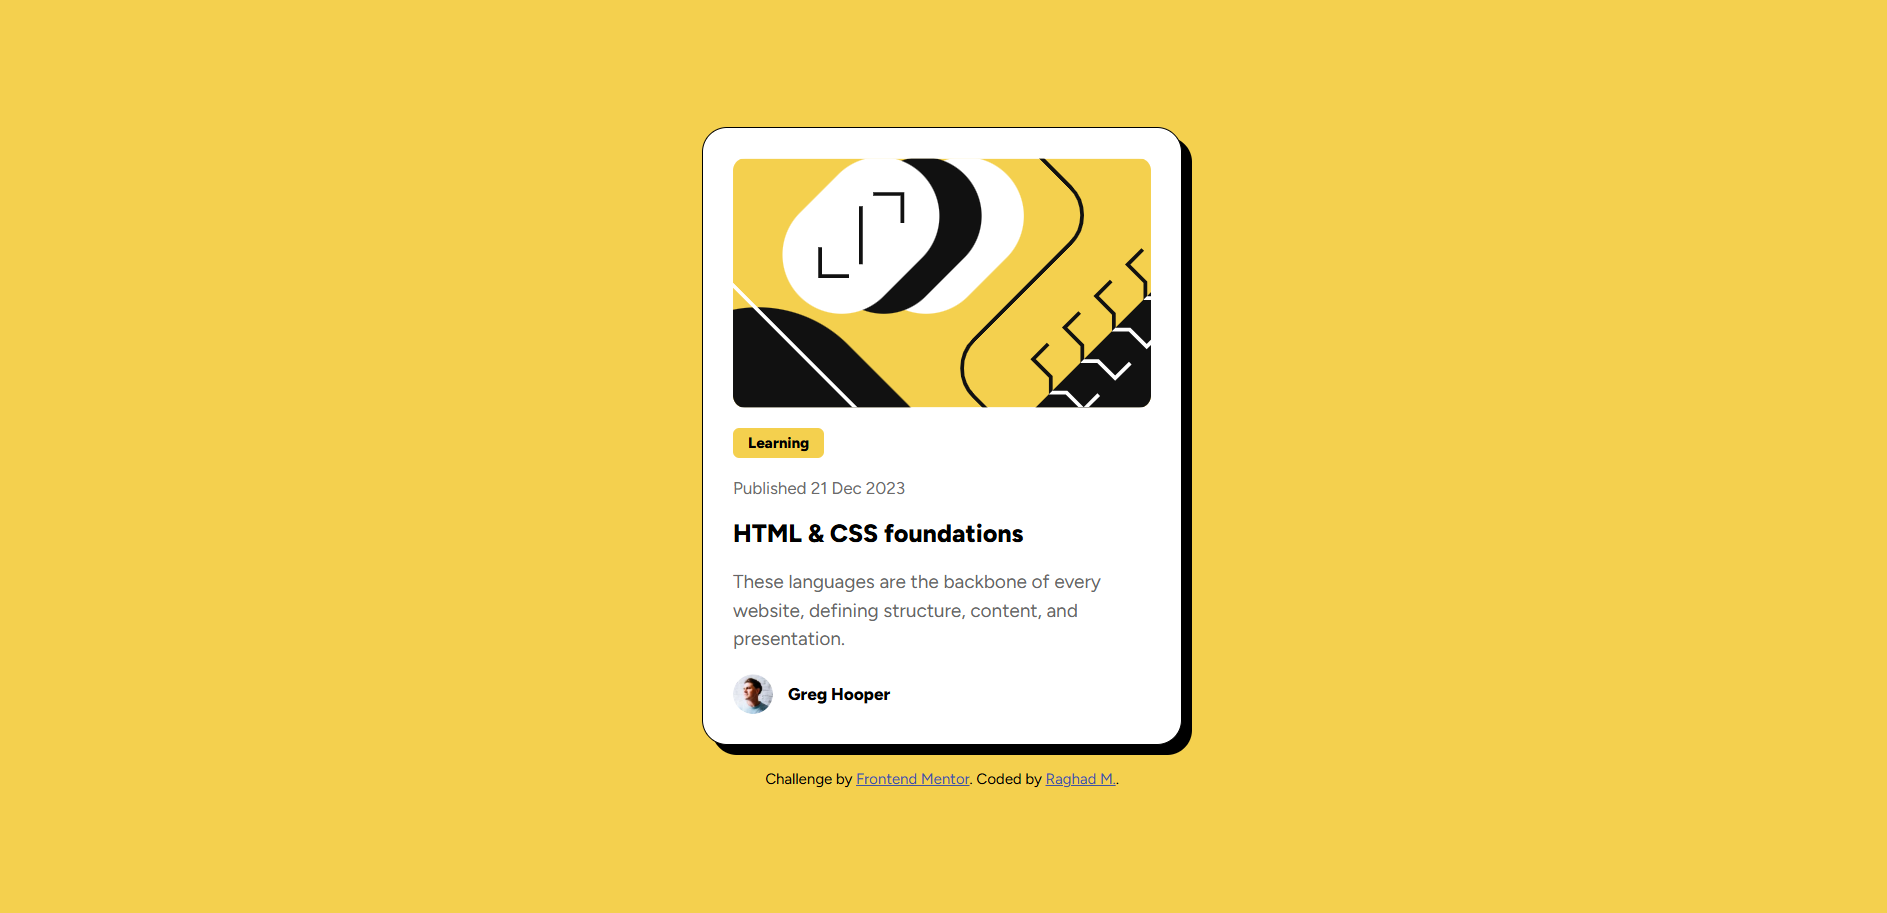 Learning
Published 21 Dec 2023
HTML & CSS foundations
These languages are the backbone of every
website, defining structure, content, and
presentation.
Greg Hooper
Challenge by Frontend Mentor. Coded by Raghad M..